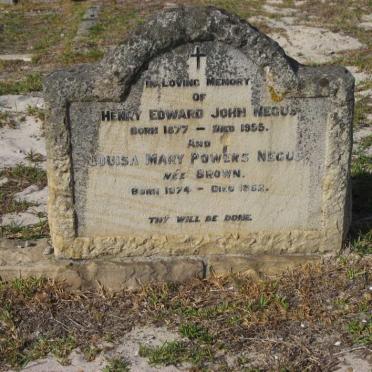 In Loving Memory
OF
Henry Edward John Negus
Born 1877 – Died 1955.
And
Louisa Mary Powers Negus
née Brown.
Born 1874 – Died 1962.
Thy will be done.